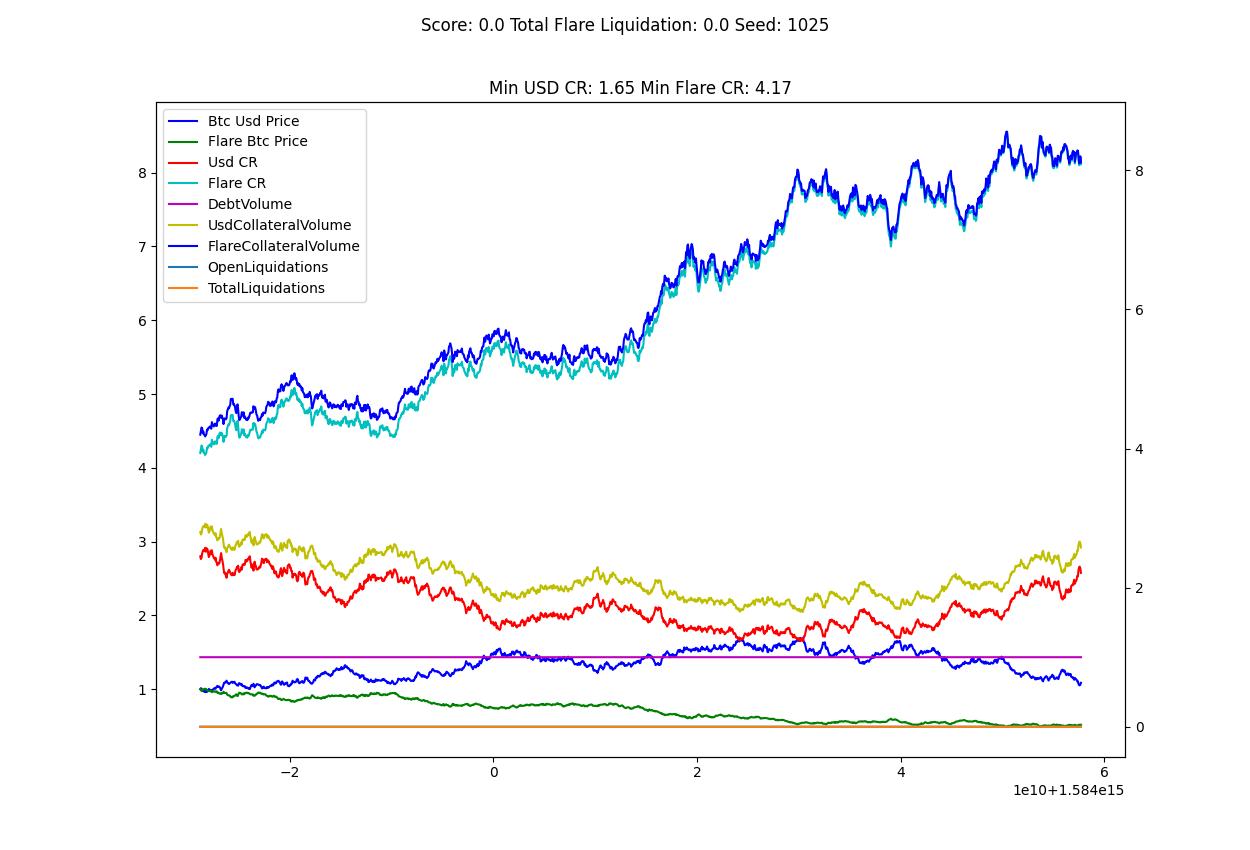 Score: 0.0 Total Flare Liquidation: 0.0 Seed: 1025
Min USD CR: 1.65 Min Flare CR: 4.17
Btc Usd Price
Flare Btc Price
Usd CR
Flare CR
DebtVolume
UsdCollateralVolume
FlareCollateralVolume
OpenLiquidations
TotalLiquidations
8
7
6
5
4
3
2
1
8
6
4
2
0
−2 0 2 4 6
1e10+1.584e15